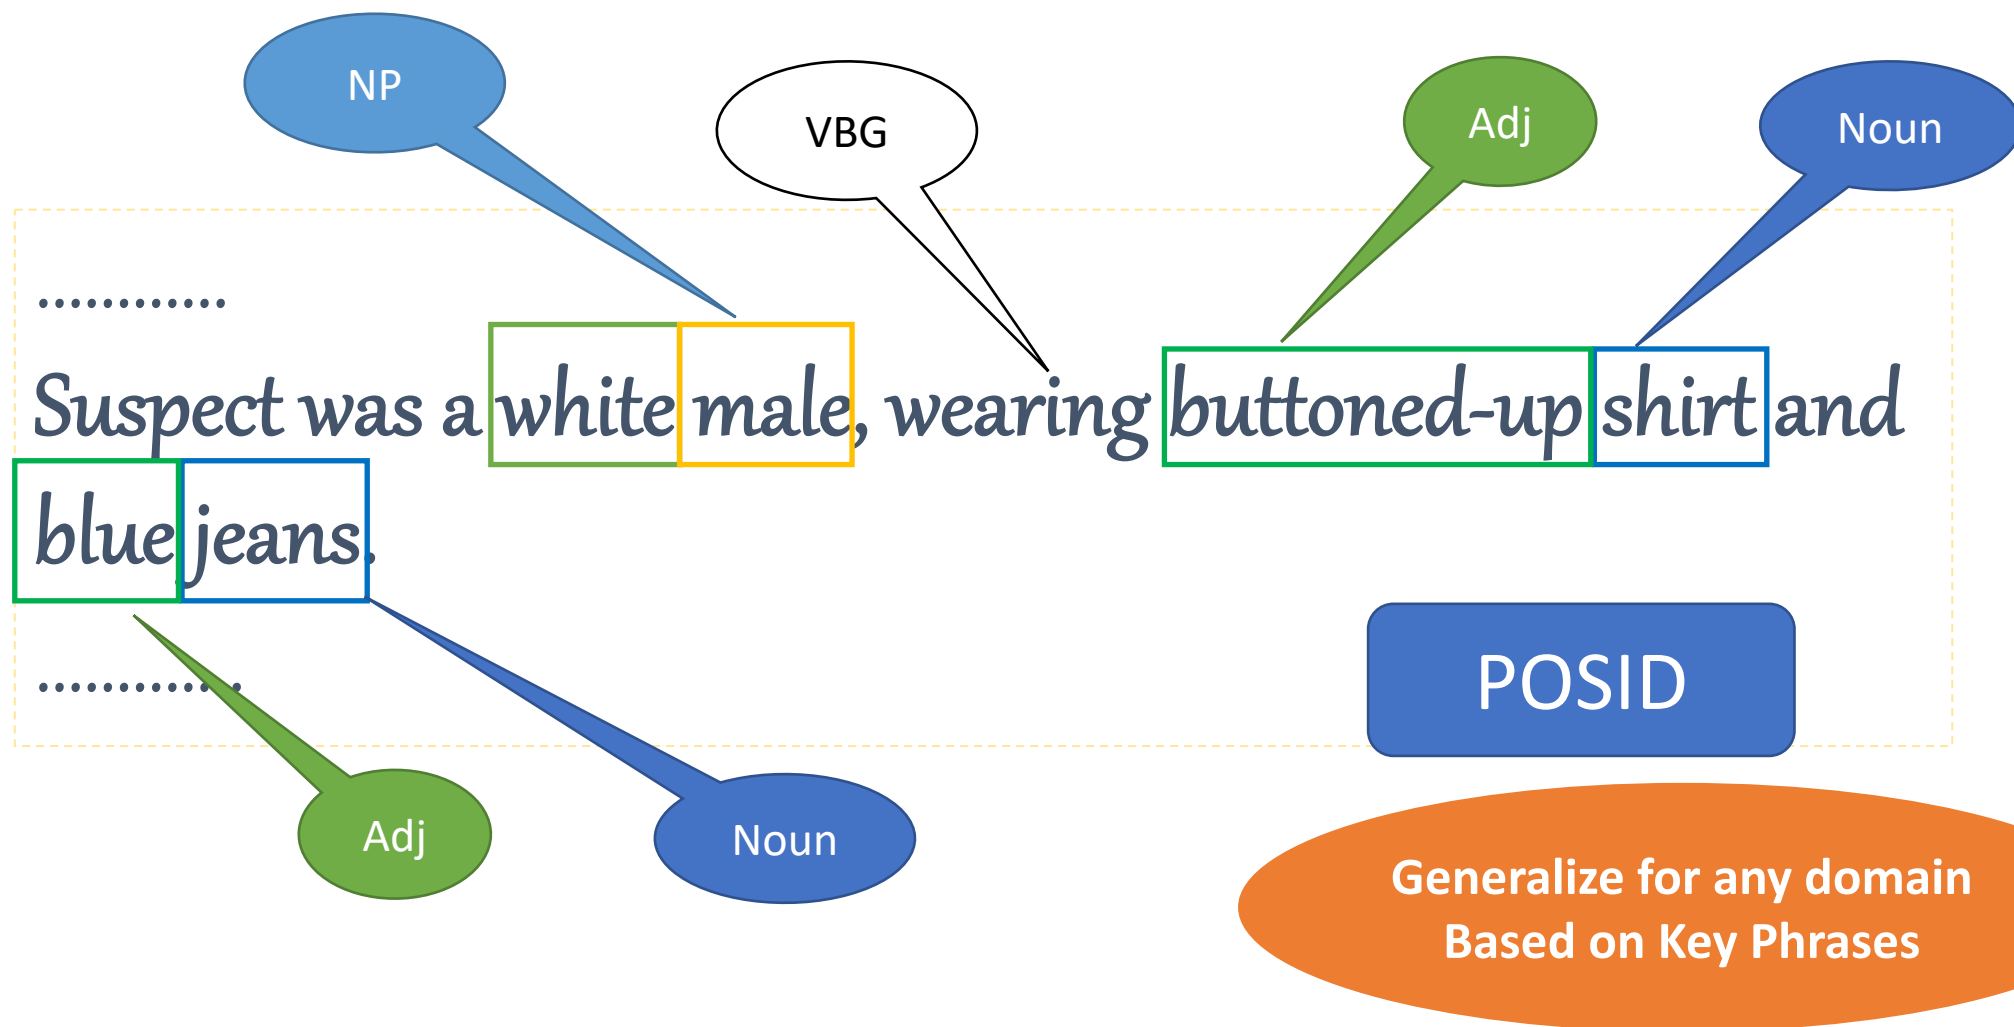 NP
VBG
Adj
Noun
............
Suspect was a white male, wearing buttoned-up shirt and
blue jeans.
.............
POSID
Adj
Noun
Generalize for any domain
Based on Key Phrases